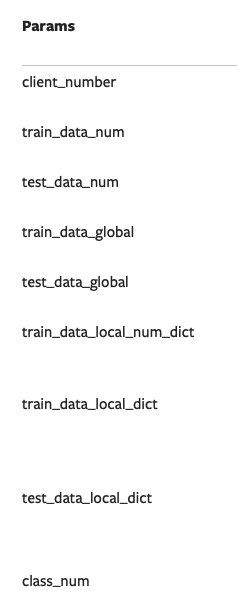 Params
client_number
train_data_num
test_data_num
train_data_global
test_data_global
train_data_local_num_dict
train_data_local_dict
test_data_local_dict
class_num